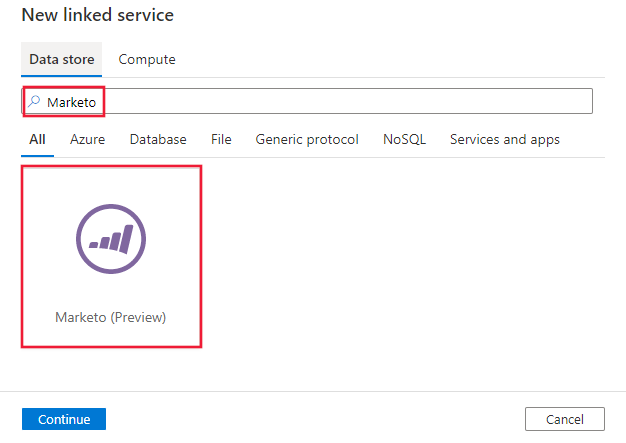 New linked service
Data store Compute
Marketo
All Azure Database File Generic protocol NoSQL Services and apps
Marketo (Preview)
Continue Cancel